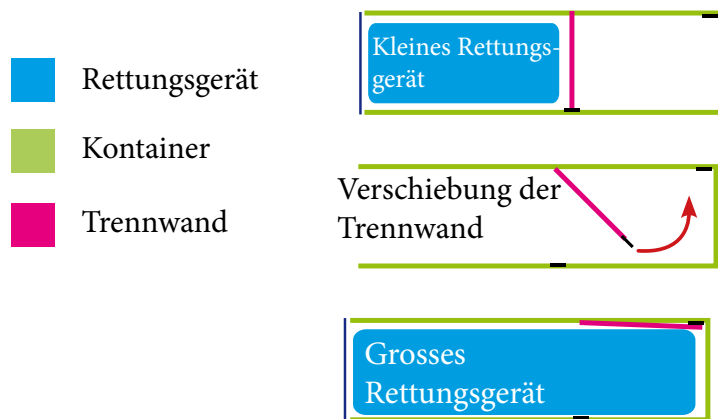 Rettungsgerät
Kontainer
Trennwand
Kleines Rettungs-
gerät
Verschiebung der
Trennwand
Grosses
Rettungsgerät